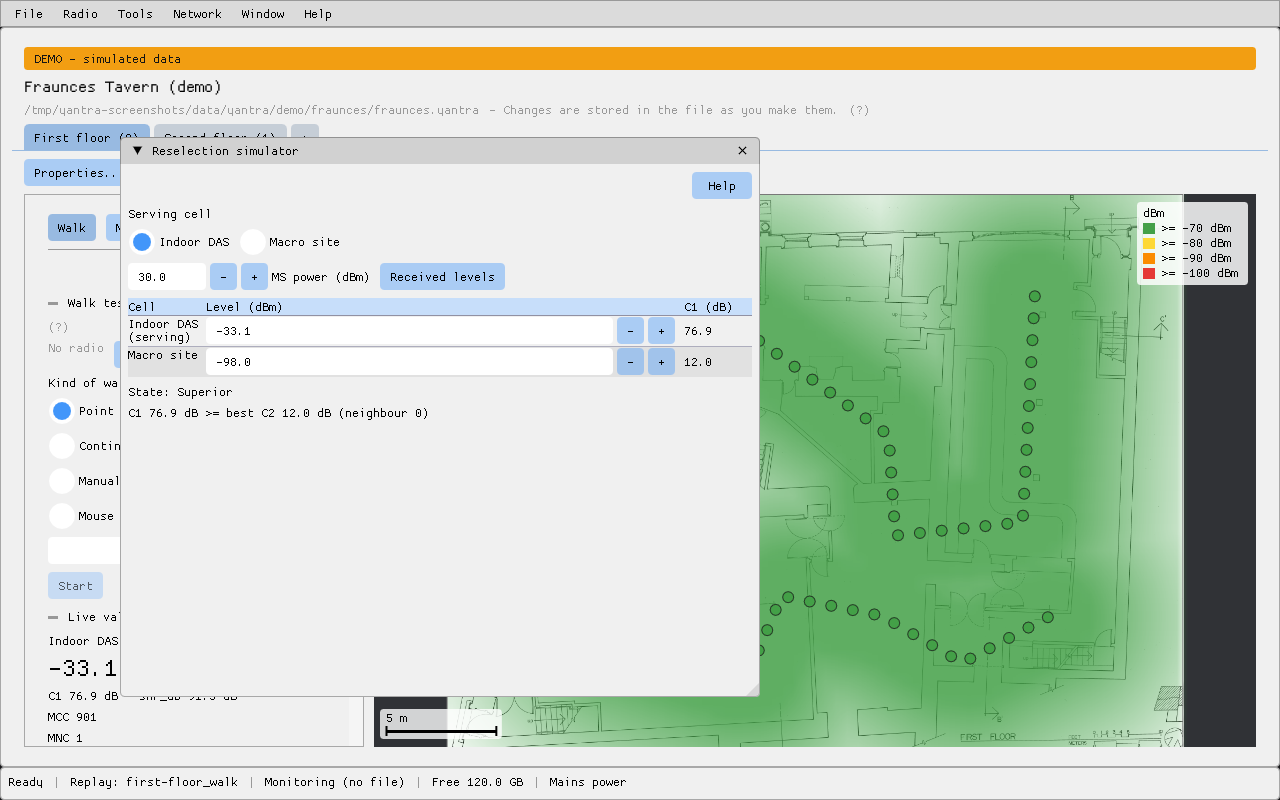 File Radio Tools Network Window Help
DEMO - simulated data
Fraunces Tavern (demo)
/tmp/yantra-screenshots/data/yantra/demo/fraunces/fraunces.yantra - Changes are stored in the file as you make them. (?)
First floor
Properties..
Reselection simulator
Help
Serving cell
Indoor DAS Macro site
30.0 - + MS power (dBm) Received levels
Cell Level (dBm) C1 (dB)
Indoor DAS (serving) -33.1 - + 76.9
Macro site -98.0 - + 12.0
State: Superior
C1 76.9 dB >= best C2 12.0 dB (neighbour 0)
Walk
Walk tes
(?)
No radio
Kind of wa
Point
Contin
Manual
Mouse
Start
Live va
Indoor DAS
-33.1
C1 76.9 dB
MCC 901
MNC 1
dBm
>= -70 dBm
>= -80 dBm
>= -90 dBm
>= -100 dBm
5 m
FIRST FLOOR
Ready | Replay: first-floor_walk | Monitoring (no file) | Free 120.0 GB | Mains power